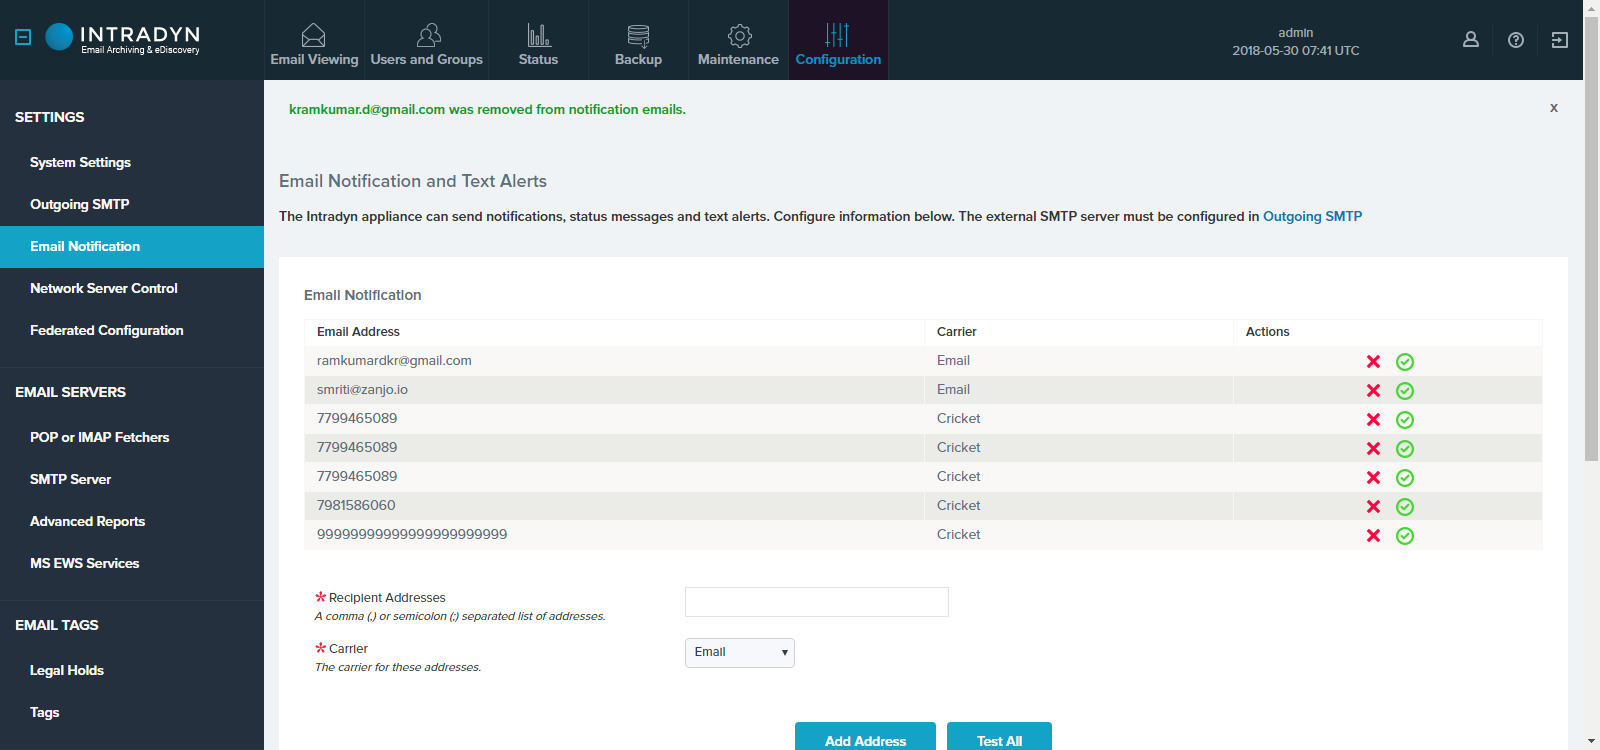 INTRADYN
Email Archiving & eDiscovery
Email Viewing
Users and Groups
Status
Backup
Maintenance
Configuration
admin
2018-05-30 07:41 UTC
SETTINGS
System Settings
Outgoing SMTP
Email Notification
Network Server Control
Federated Configuration
EMAIL SERVERS
POP or IMAP Fetchers
SMTP Server
Advanced Reports
MS EWS Services
EMAIL TAGS
Legal Holds
Tags
kramkumar.d@gmail.com was removed from notification emails.
x
Email Notification and Text Alerts
The Intradyn appliance can send notifications, status messages and text alerts. Configure information below. The external SMTP server must be configured in Outgoing SMTP
Email Notification
Email Address Carrier Actions
ramkumardkr@gmail.com Email
smriti@zanjo.io Email
7799465089 Cricket
7799465089 Cricket
7799465089 Cricket
7981586060 Cricket
99999999999999999999999 Cricket
*Recipient Addresses
A comma (,) or semicolon (;) separated list of addresses.
*Carrier
Email
The carrier for these addresses.
Add Address
Test All